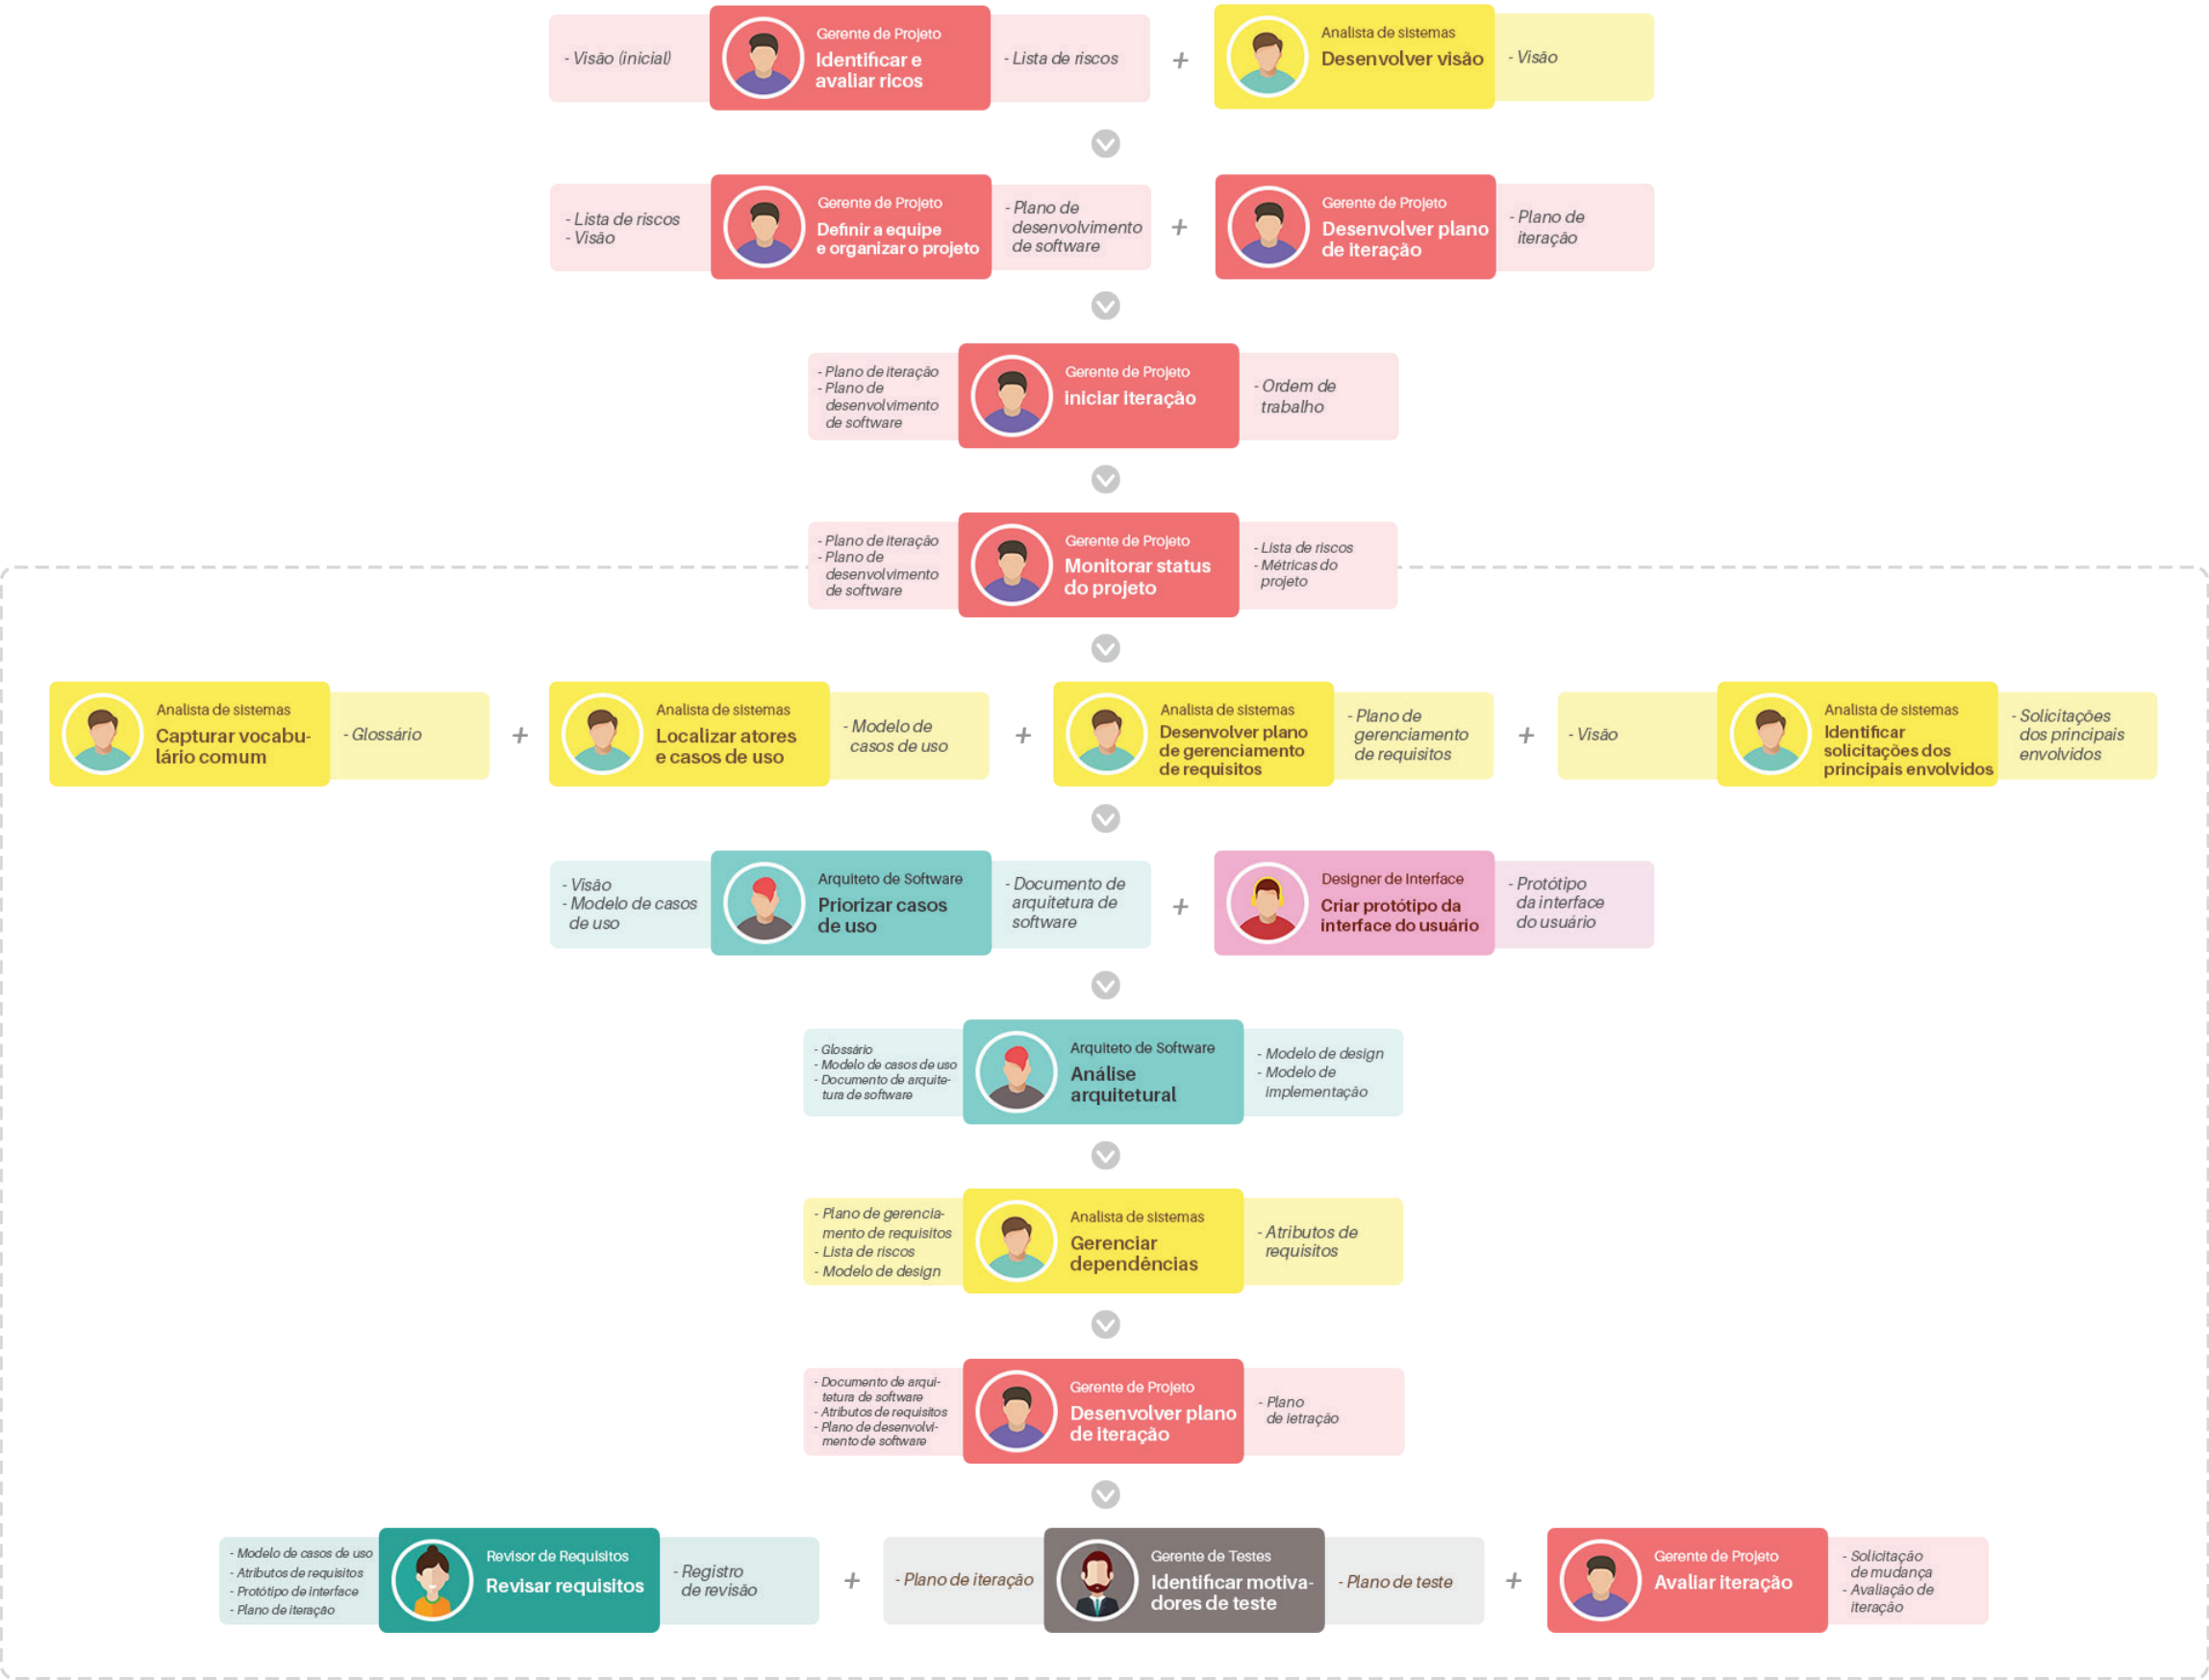 - Visão (inicial)
Gerente de Projeto
Identificar e
avaliar ricos
- Lista de riscos
+
Analista de sistemas
Desenvolver visão
- Visão
- Lista de riscos
- Visão
Gerente de Projeto
Definir a equipe
e organizar o projeto
- Plano de
desenvolvimento
de software
+
Gerente de Projeto
Desenvolver plano
de iteração
- Plano de
iteração
- Plano de iteração
- Plano de
desenvolvimento
de software
Gerente de Projeto
iniciar iteração
- Ordem de
trabalho
- Plano de iteração
- Plano de
desenvolvimento
de software
Gerente de Projeto
Monitorar status
do projeto
- Lista de riscos
- Métricas do
projeto
Analista de sistemas
Capturar vocabu-
lário comum
- Glossário
+
Analista de sistemas
Localizar atores
e casos de uso
- Modelo de
casos de uso
+
Analista de sistemas
Desenvolver plano
de gerenciamento
de requisitos
- Plano de
gerenciamento
de requisitos
+
- Visão
Analista de sistemas
Identificar
solicitações dos
principais envolvidos
- Solicitações
dos principais
envolvidos
- Visão
- Modelo de casos
de uso
Arquiteto de Software
Priorizar casos
de uso
- Documento de
arquitetura de
software
+
Designer de Interface
Criar protótipo da
interface do usuário
- Protótipo
da interface
do usuário
- Glossário
- Modelo de casos de uso
- Documento de arquite-
tura de software
Arquiteto de Software
Análise
arquitetural
- Modelo de design
- Modelo de
implementação
- Plano de gerencia-
mento de requisitos
- Lista de riscos
- Modelo de design
Analista de sistemas
Gerenciar
dependências
- Atributos de
requisitos
- Documento de arqui-
tetura de software
- Atributos de requisitos
- Plano de desenvolvi-
mento de software
Gerente de Projeto
Desenvolver plano
de iteração
- Plano
de ietração
- Modelo de casos de uso
- Atributos de requisitos
- Protótipo de interface
- Plano de iteração
Revisor de Requisitos
Revisar requisitos
- Registro
de revisão
+
- Plano de iteração
Gerente de Testes
Identificar motiva-
dores de teste
- Plano de teste
+
Gerente de Projeto
Avaliar iteração
- Solicitação
de mudança
- Avaliação de
iteração